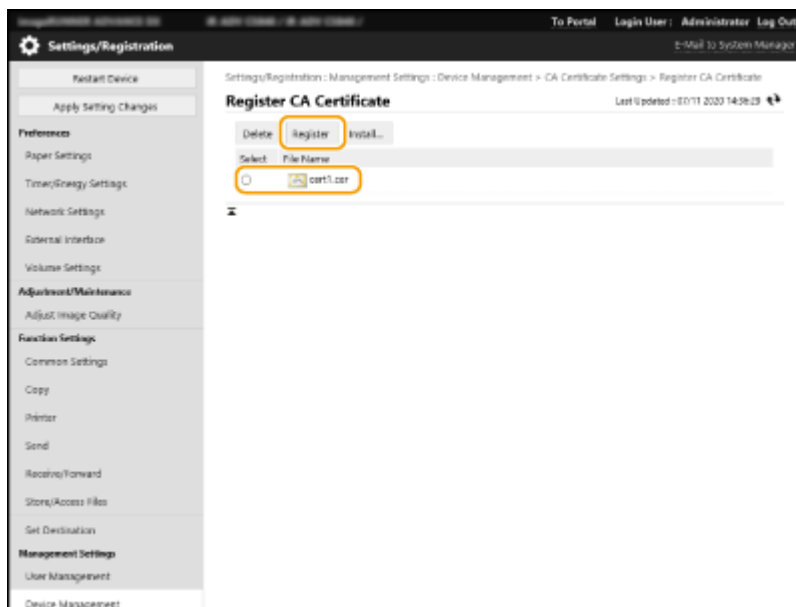 To Portal Login User : Administrator Log Out
Settings/Registration
E-Mail to System Manager
Restart Device
Apply Setting Changes
Preferences
Paper Settings
Timer/Energy Settings
Network Settings
External Interface
Volume Settings
Adjustment/Maintenance
Adjust Image Quality
Function Settings
Common Settings
Copy
Printer
Send
Receive/Forward
Store/Access Files
Set Destination
Management Settings
User Management
Device Management
Settings/Registration : Management Settings : Device Management > CA Certificate Settings > Register CA Certificate
Register CA Certificate
Last Updated :
Delete Register Install...
Select File Name
cert1.cer